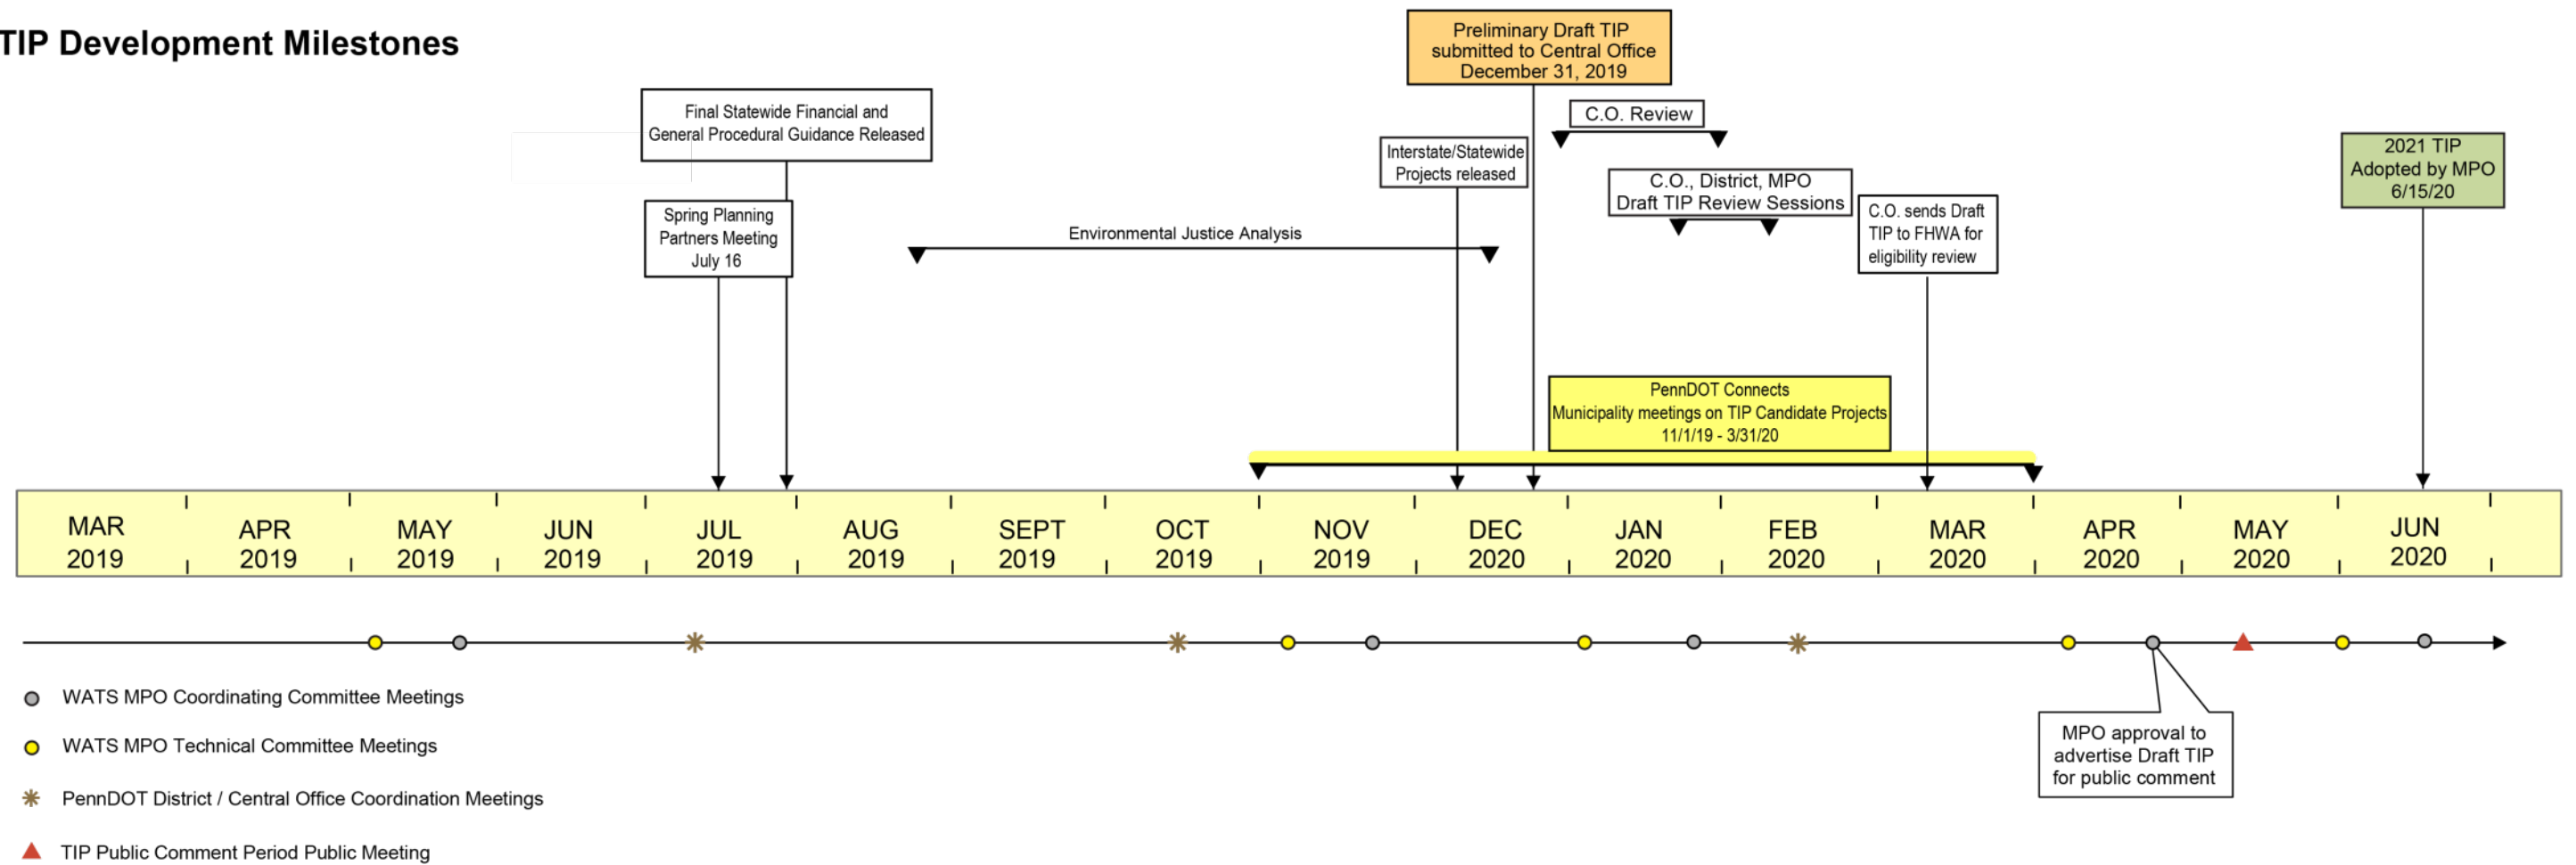 TIP Development Milestones
Preliminary Draft TIP
submitted to Central Office
December 31, 2019
Final Statewide Financial and
General Procedural Guidance Released
C.O. Review
Interstate/Statewide
Projects released
2021 TIP
Adopted by MPO
6/15/20
C.O., District, MPO
Draft TIP Review Sessions
Spring Planning
Partners Meeting
July 16
C.O. sends Draft
TIP to FHWA for
eligibility review
Environmental Justice Analysis
PennDOT Connects
Municipality meetings on TIP Candidate Projects
11/1/19 - 3/31/20
MAR
2019
APR
2019
MAY
2019
JUN
2019
JUL
2019
AUG
2019
SEPT
2019
OCT
2019
NOV
2019
DEC
2020
JAN
2020
FEB
2020
MAR
2020
APR
2020
MAY
2020
JUN
2020
WATS MPO Coordinating Committee Meetings
WATS MPO Technical Committee Meetings
PennDOT District / Central Office Coordination Meetings
TIP Public Comment Period Public Meeting
MPO approval to
advertise Draft TIP
for public comment